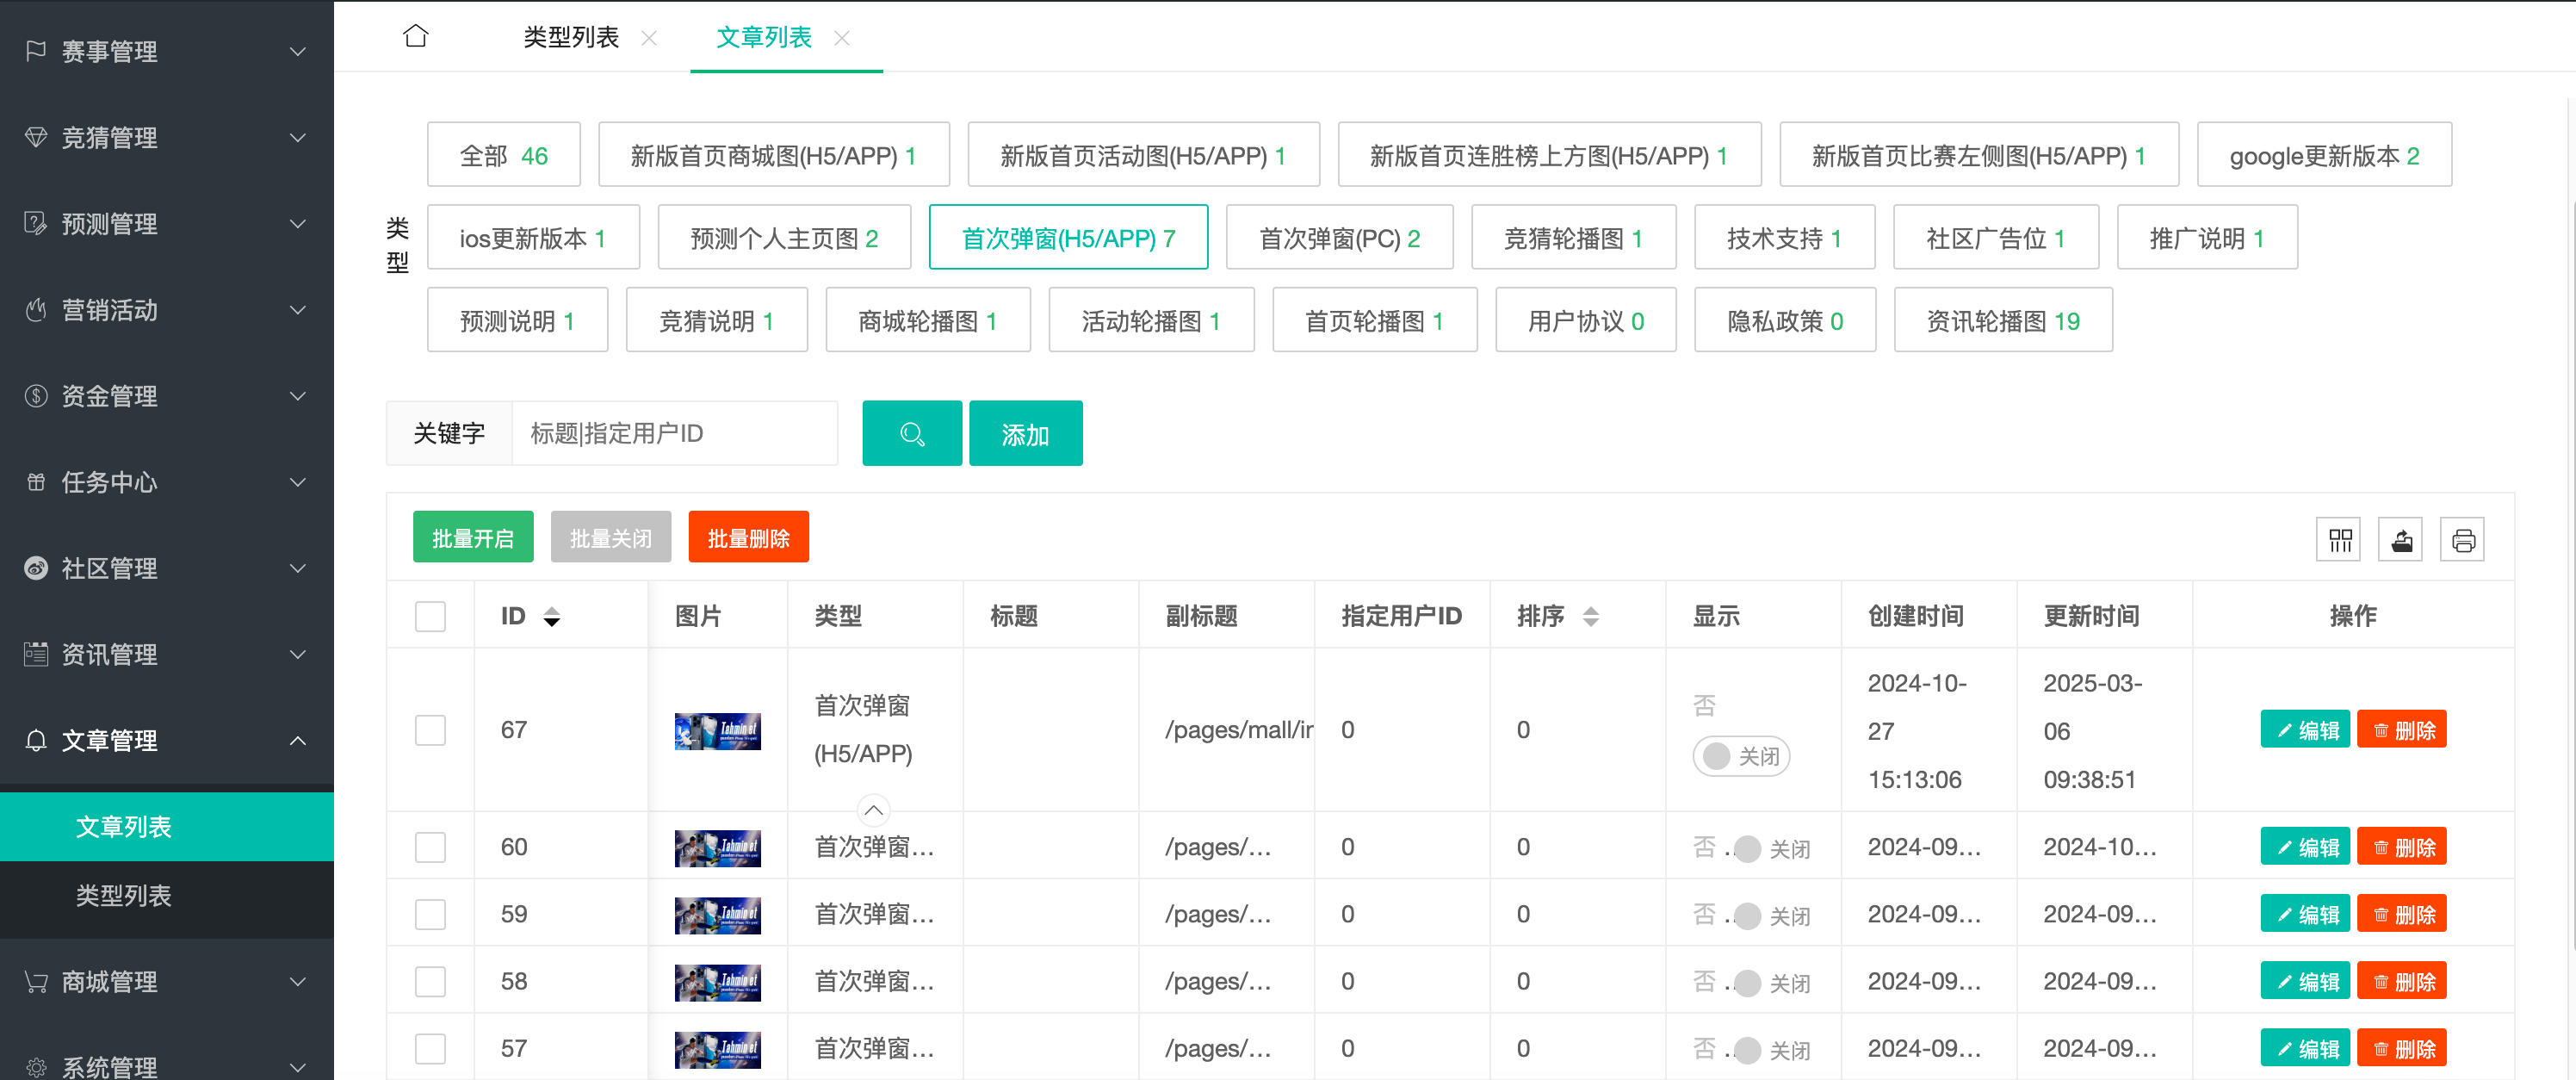 赛事管理
竞猜管理
预测管理
营销活动
资金管理
任务中心
社区管理
资讯管理
文章管理
文章列表
类型列表
商城管理
系统管理
类型列表
文章列表
类型
全部 46
新版首页商城图(H5/APP) 1
新版首页活动图(H5/APP) 1
新版首页连胜榜上方图(H5/APP) 1
新版首页比赛左侧图(H5/APP) 1
google更新版本 2
ios更新版本 1
预测个人主页图 2
首次弹窗(H5/APP) 7
首次弹窗(PC) 2
竞猜轮播图 1
技术支持 1
社区广告位 1
推广说明 1
预测说明 1
竞猜说明 1
商城轮播图 1
活动轮播图 1
首页轮播图 1
用户协议 0
隐私政策 0
资讯轮播图 19
关键字 标题|指定用户ID
添加
批量开启 批量关闭 批量删除
ID 图片 类型 标题 副标题 指定用户ID 排序 显示 创建时间 更新时间 操作
67 Tahmin et 首次弹窗
(H5/APP) /pages/mall/in 0 0 否
关闭 2024-10-
27
15:13:06 2025-03-
06
09:38:51 编辑 删除
60 Tahmin et 首次弹窗... /pages/... 0 0 否 .. 关闭 2024-09... 2024-10... 编辑 删除
59 Tahmin et 首次弹窗... /pages/... 0 0 否 .. 关闭 2024-09... 2024-09... 编辑 删除
58 Tahmin et 首次弹窗... /pages/... 0 0 否 .. 关闭 2024-09... 2024-09... 编辑 删除
57 Tahmin et 首次弹窗... /pages/... 0 0 否 .. 关闭 2024-09... 2024-09... 编辑 删除